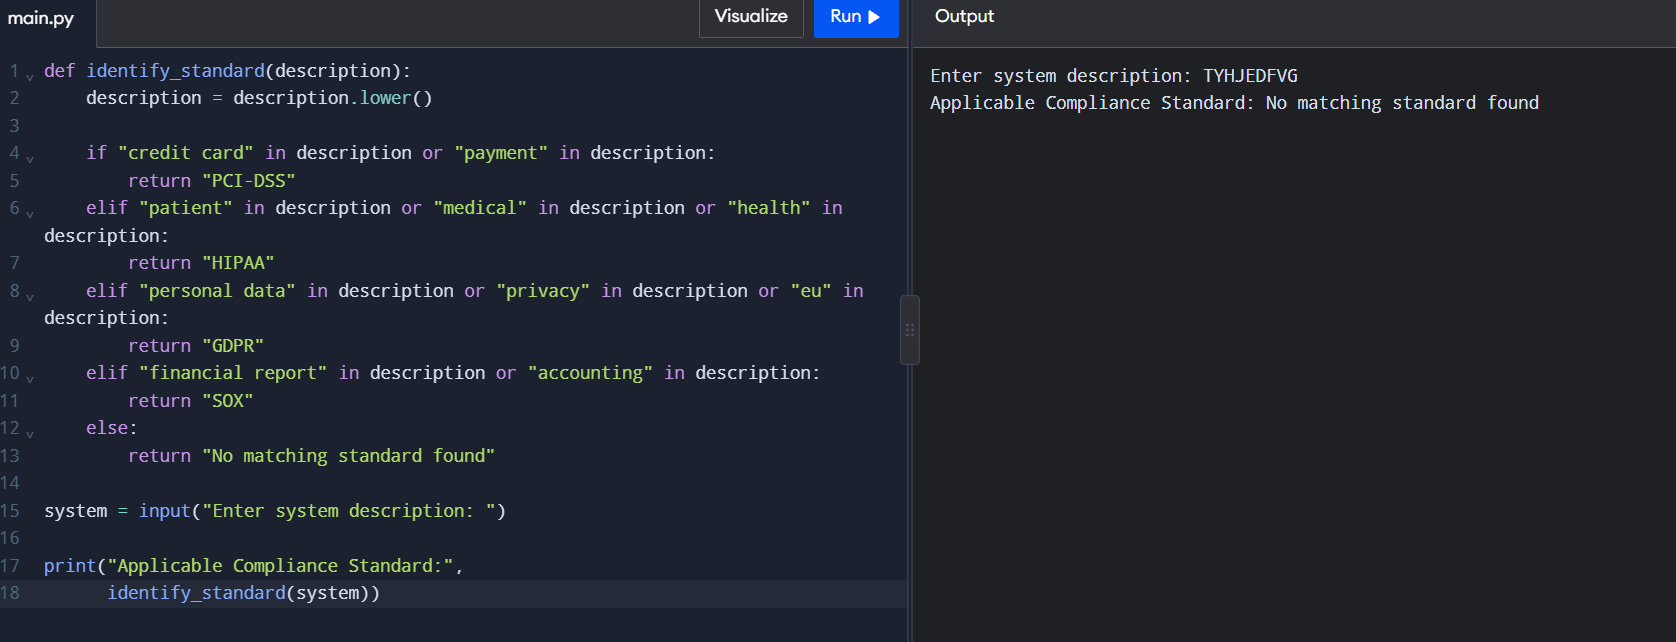 main.py
Visualize
Run
Output
1 def identify_standard(description):
2     description = description.lower()
3
4     if "credit card" in description or "payment" in description:
5         return "PCI-DSS"
6     elif "patient" in description or "medical" in description or "health" in
description:
7         return "HIPAA"
8     elif "personal data" in description or "privacy" in description or "eu" in
description:
9         return "GDPR"
10     elif "financial report" in description or "accounting" in description:
11         return "SOX"
12     else:
13         return "No matching standard found"
14
15 system = input("Enter system description: ")
16
17 print("Applicable Compliance Standard:",
18       identify_standard(system))
Enter system description: TYHJEDFVG
Applicable Compliance Standard: No matching standard found